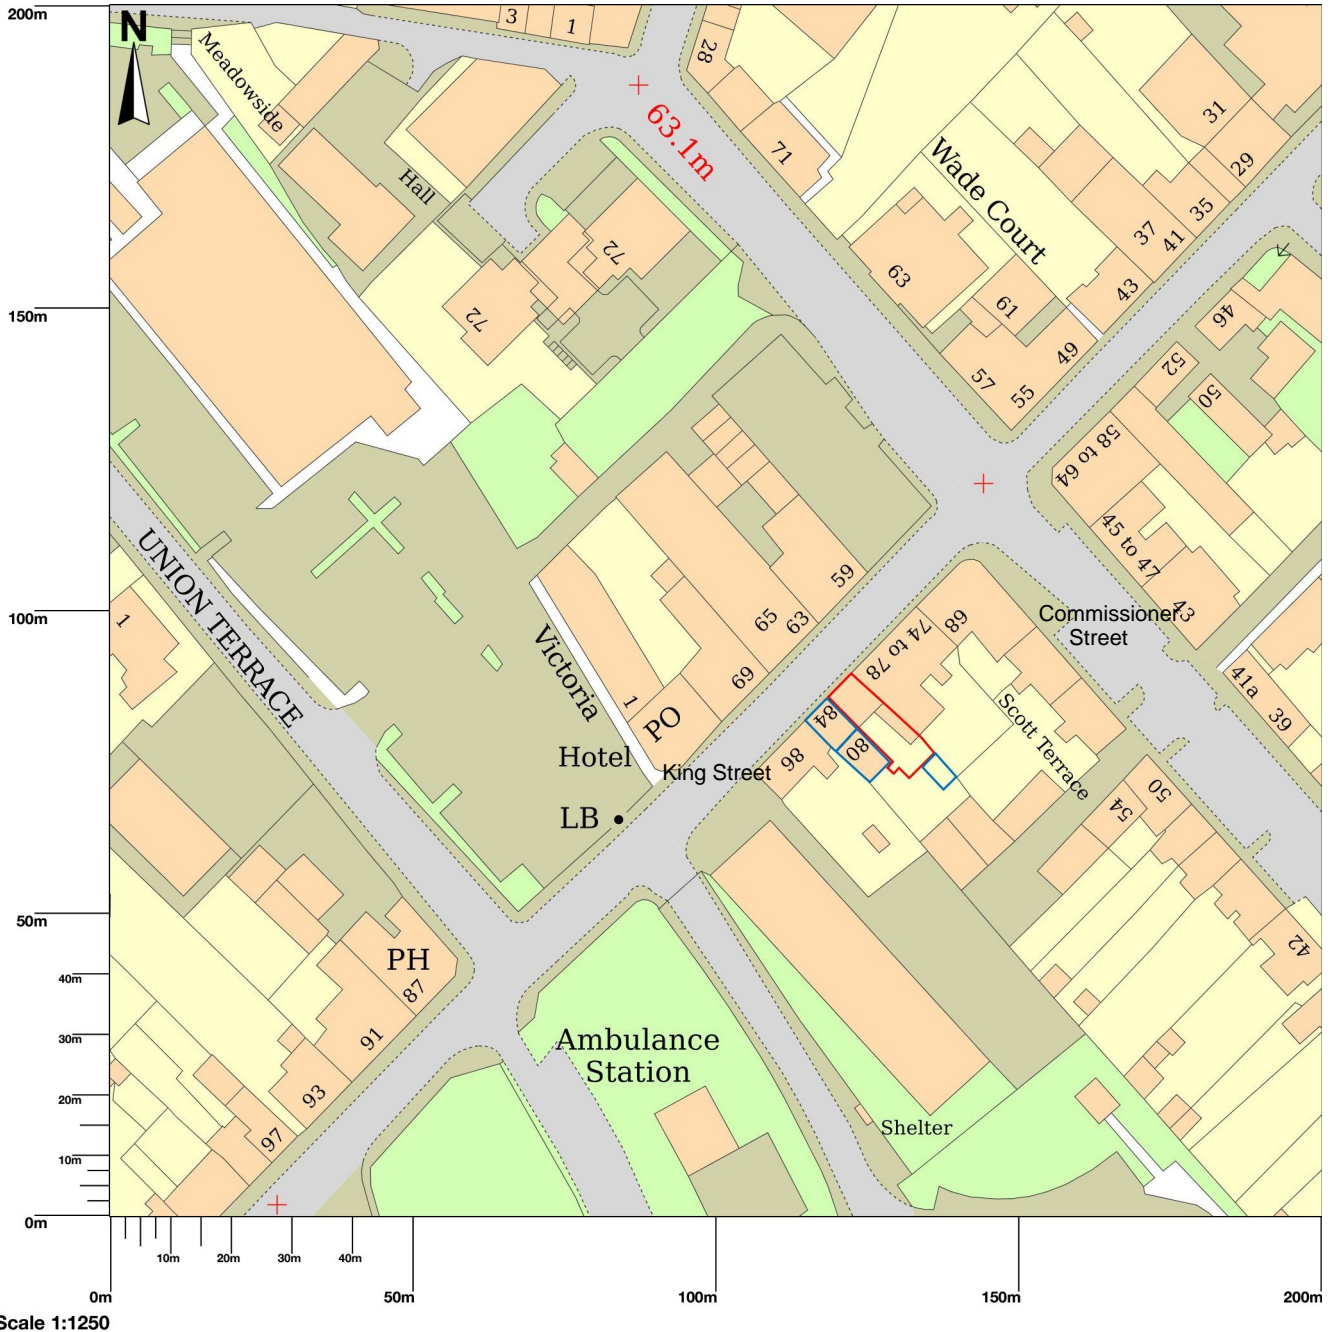 200m
N
3
1
28
Meadowside
63.1m
31
71
Wade Court
29
Hall
35
37
41
72
63
43
150m
72
61
46
49
52
57
55
50
58 to 64
45 to 47
UNION TERRACE
59
100m
1
65
63
43
Commissioner
Street
68
74 to 78
Victoria
69
41a
1
PO
84
Scott Terrace
39
Hotel
King Street
86
80
LB
54
50
50m
PH
42
40m
87
91
30m
Ambulance
Station
93
20m
Shelter
97
10m
0m
10m
20m
30m
40m
0m
50m
100m
150m
200m
Scale 1:1250